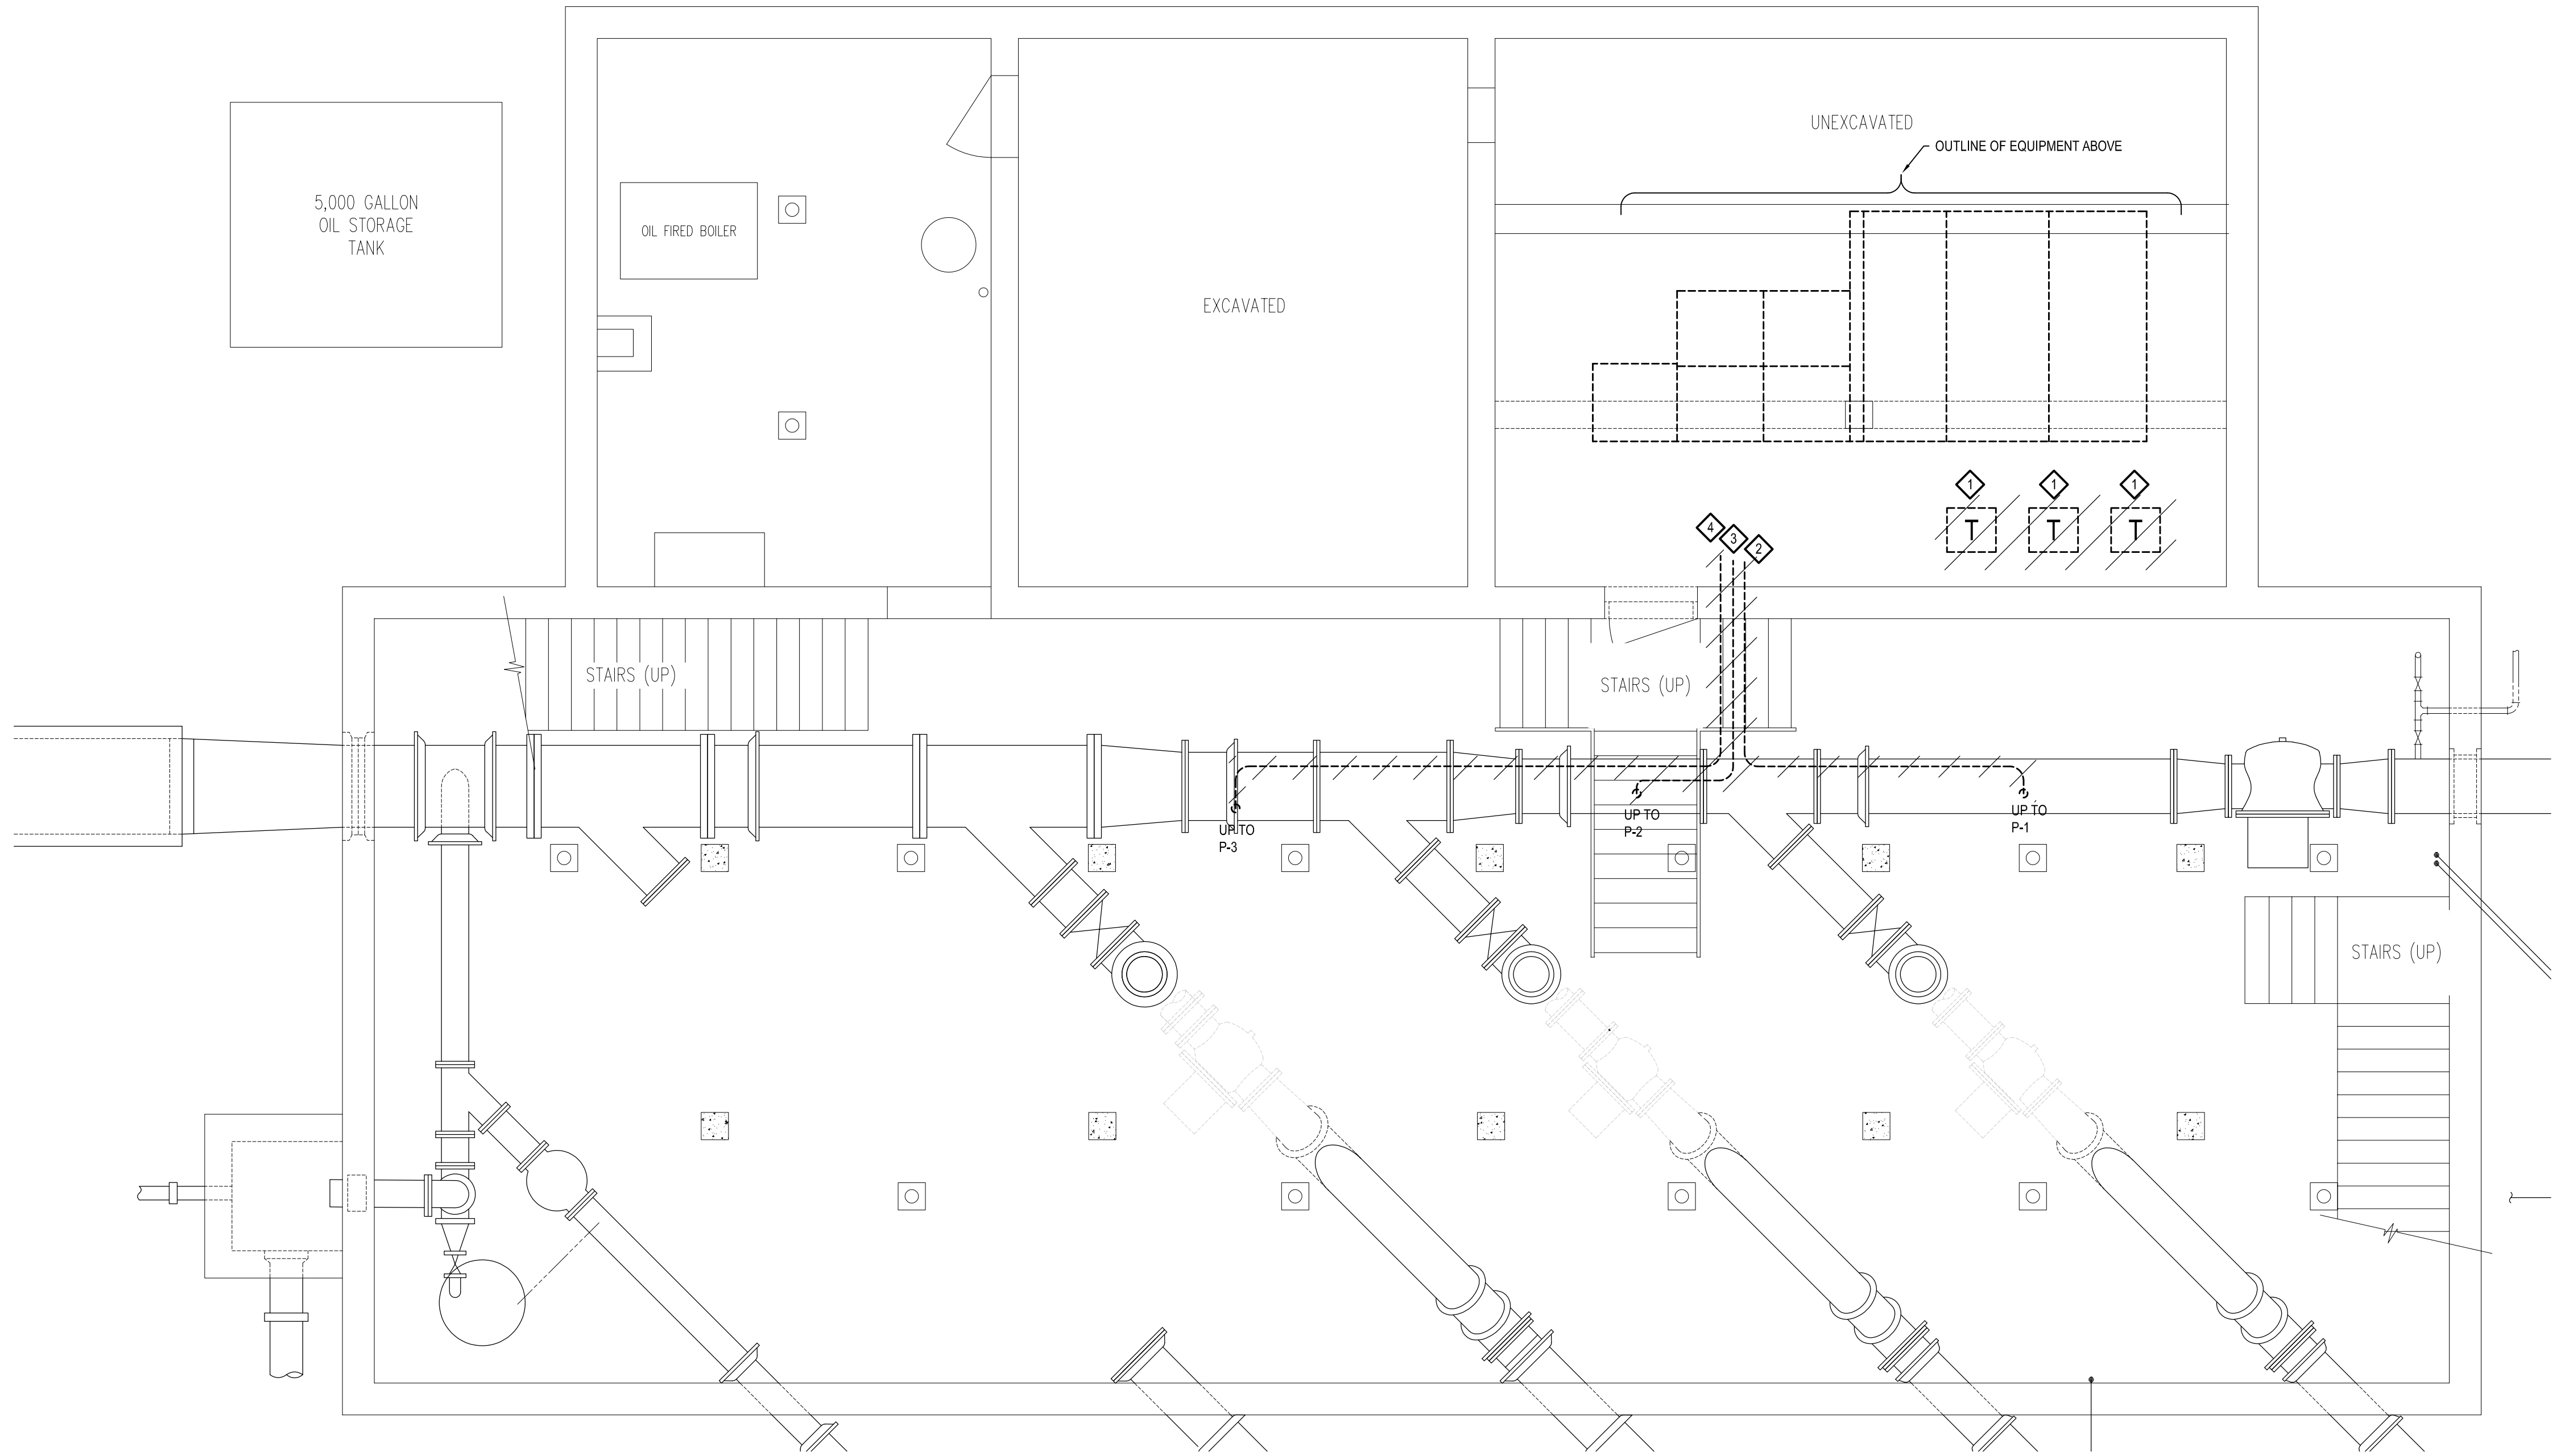 UNEXCAVATED
OUTLINE OF EQUIPMENT ABOVE
5,000 GALLON
OIL STORAGE
TANK
OIL FIRED BOILER
EXCAVATED
1
1
1
T
T
T
4
3
2
STAIRS (UP)
STAIRS (UP)
UP TO
P-3
UP TO
P-2
UP TO
P-1
STAIRS (UP)